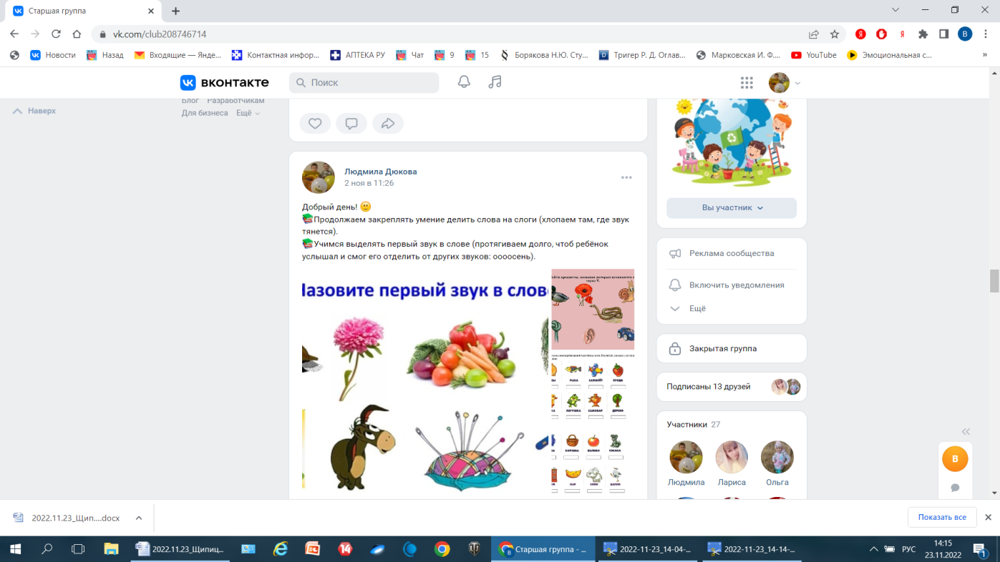 Старшая группа
vk.com/club208746714
В
Новости
Назад
Входящие — Янде...
Контактная инфор...
АПТЕКА РУ
Чат
9
15
Борякова Н.Ю. Сту...
Тригер Р. Д. Оглав...
Марковская И. Ф....
YouTube
Эмоциональная с...
»
вконтакте
Поиск
Наверх
Блог Разработчикам
Для бизнеса Ещё
Людмила Дюкова
2 ноя в 11:26
Добрый день!
Продолжаем закреплять умение делить слова на слоги (хлопаем там, где звук
тянется).
Учимся выделять первый звук в слове (протягиваем долго, чтоб ребёнок
услышал и смог его отделить от других звуков: оооосень).
Назовите первый звук в слове
РЫБА САМОЛЁТ ЯГОДА
ЛЯГУШКА САМОВАР ДЕРЕВО
КОРЗИНА ЯБЛОКО СОБАКА
СЫР СЛОН ЦАПЛЯ
Вы участник
Реклама сообщества
Включить уведомления
Ещё
Закрытая группа
Подписаны 13 друзей
Участники 27
Людмила Лариса Ольга
В
2022.11.23_Щип....docx
Показать все
2022.11.23_Щипиц...
14
Старшая группа - ...
2022-11-23_14-04-...
2022-11-23_14-14-...
РУС
14:15
23.11.2022
1